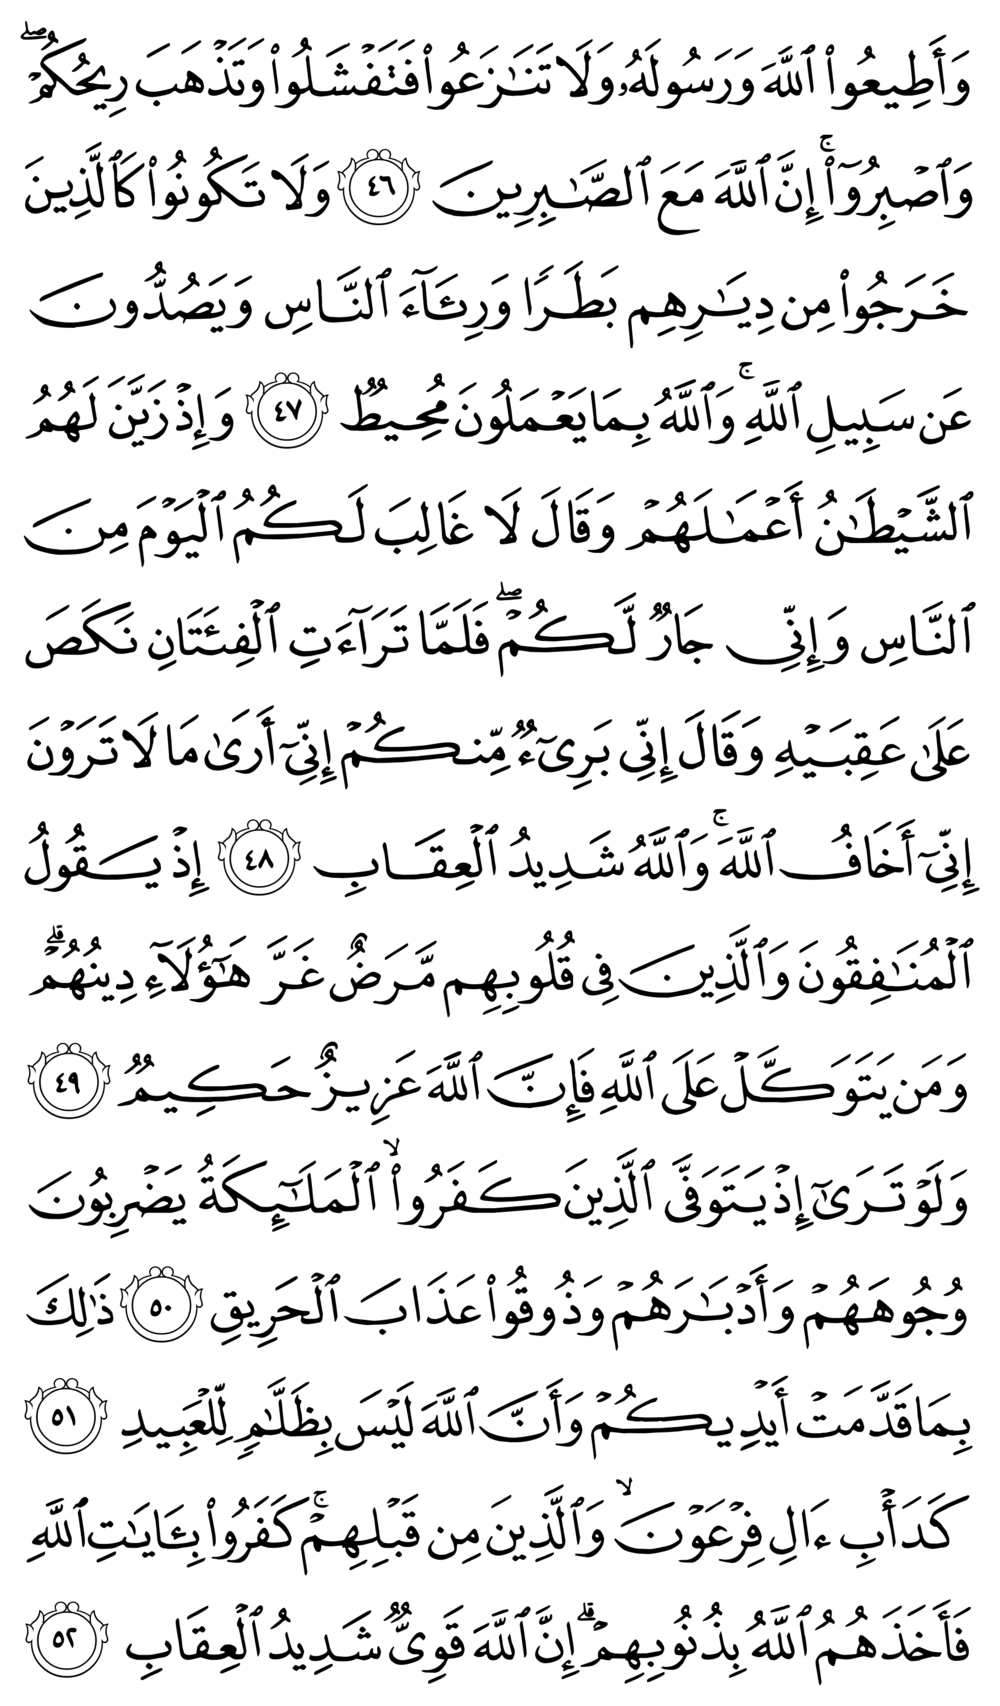 وَأَطِيعُوا۟ ٱللَّهَ وَرَسُولَهُۥ وَلَا تَنَـٰزَعُوا۟ فَتَفْشَلُوا۟ وَتَذْهَبَ رِيحُكُمْ ۖ
وَٱصْبِرُوٓا۟ ۚ إِنَّ ٱللَّهَ مَعَ ٱلصَّـٰبِرِينَ ٤٦ وَلَا تَكُونُوا۟ كَٱلَّذِينَ
خَرَجُوا۟ مِن دِيَـٰرِهِم بَطَرًا وَرِئَآءَ ٱلنَّاسِ وَيَصُدُّونَ
عَن سَبِيلِ ٱللَّهِ ۚ وَٱللَّهُ بِمَا يَعْمَلُونَ مُحِيطٌ ٤٧ وَإِذْ زَيَّنَ لَهُمُ
ٱلشَّيْطَـٰنُ أَعْمَـٰلَهُمْ وَقَالَ لَا غَالِبَ لَكُمُ ٱلْيَوْمَ مِنَ
ٱلنَّاسِ وَإِنِّى جَارٌ لَّكُمْ ۖ فَلَمَّا تَرَآءَتِ ٱلْفِئَتَانِ نَكَصَ
عَلَىٰ عَقِبَيْهِ وَقَالَ إِنِّى بَرِىٓءٌ مِّنكُمْ إِنِّىٓ أَرَىٰ مَا لَا تَرَوْنَ
إِنِّىٓ أَخَافُ ٱللَّهَ ۚ وَٱللَّهُ شَدِيدُ ٱلْعِقَابِ ٤٨ إِذْ يَقُولُ
ٱلْمُنَـٰفِقُونَ وَٱلَّذِينَ فِى قُلُوبِهِم مَّرَضٌ غَرَّ هَـٰٓؤُلَآءِ دِينُهُمْ ۗ
وَمَن يَتَوَكَّلْ عَلَى ٱللَّهِ فَإِنَّ ٱللَّهَ عَزِيزٌ حَكِيمٌ ٤٩
وَلَوْ تَرَىٰٓ إِذْ يَتَوَفَّى ٱلَّذِينَ كَفَرُوا۟ ۙ ٱلْمَلَـٰٓئِكَةُ يَضْرِبُونَ
وُجُوهَهُمْ وَأَدْبَـٰرَهُمْ وَذُوقُوا۟ عَذَابَ ٱلْحَرِيقِ ٥٠ ذَٰلِكَ
بِمَا قَدَّمَتْ أَيْدِيكُمْ وَأَنَّ ٱللَّهَ لَيْسَ بِظَلَّـٰمٍ لِّلْعَبِيدِ ٥١
كَدَأْبِ ءَالِ فِرْعَوْنَ ۙ وَٱلَّذِينَ مِن قَبْلِهِمْ ۚ كَفَرُوا۟ بِـَٔايَـٰتِ ٱللَّهِ
فَأَخَذَهُمُ ٱللَّهُ بِذُنُوبِهِمْ ۗ إِنَّ ٱللَّهَ قَوِىٌّ شَدِيدُ ٱلْعِقَابِ ٥٢